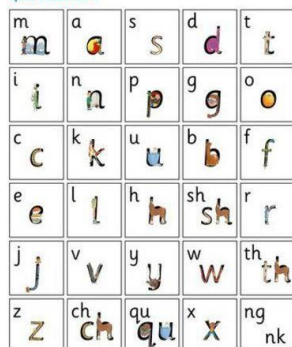 m a s d t
m a s d t
i n p g o
i n p g o
c k u b f
c k u b f
e l h sh r
e l h sh r
j v y w th
j v y w th
z ch qu x ng
z ch qu x nk